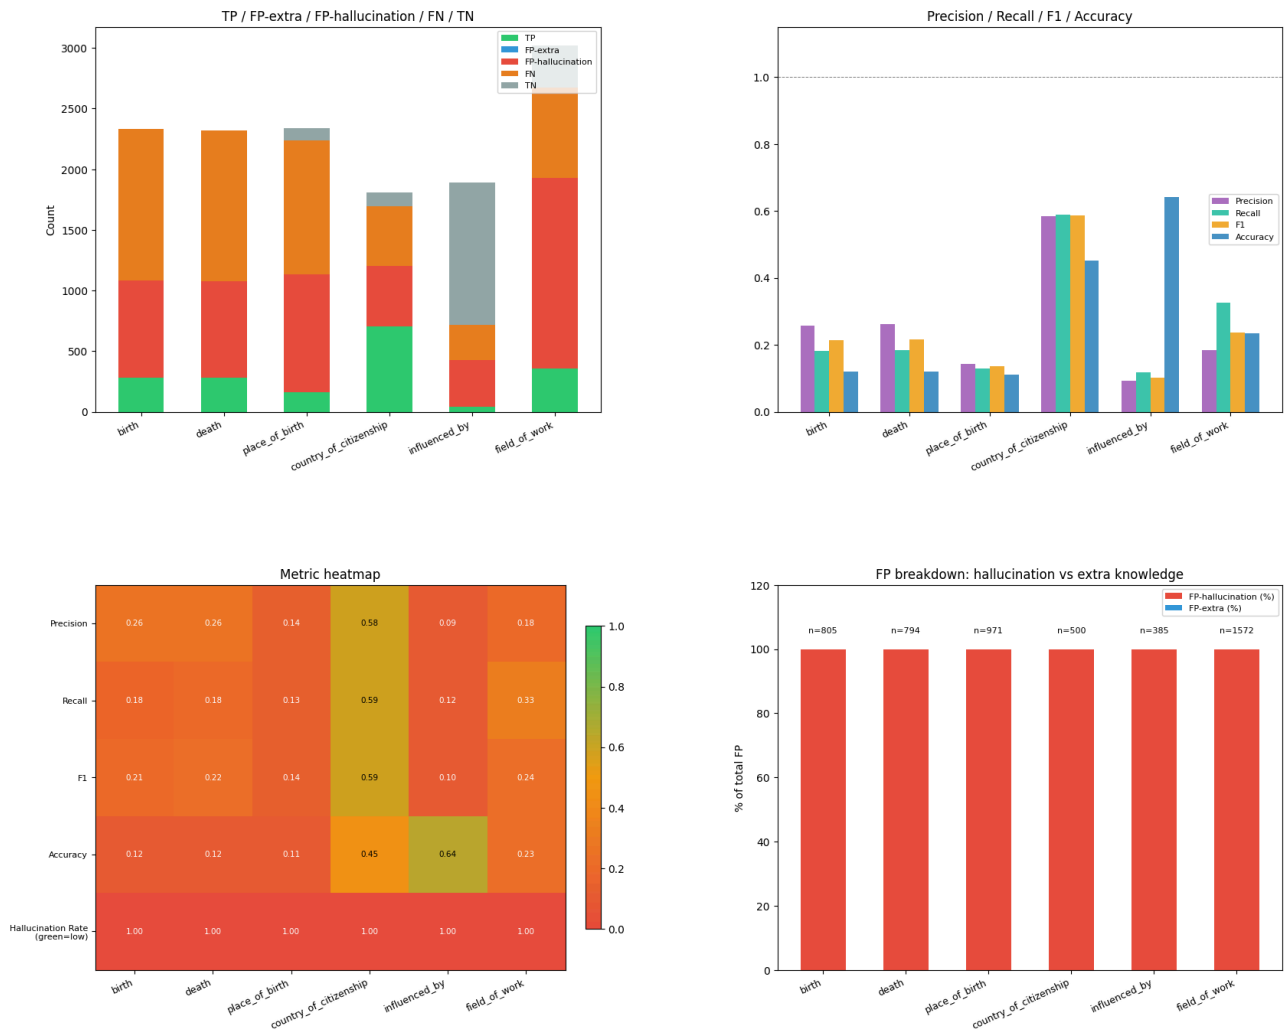 TP / FP-extra / FP-hallucination / FN / TN
TP
FP-extra
FP-hallucination
FN
TN
Count
3000
2500
2000
1500
1000
500
0
birth
death
place_of_birth
country_of_citizenship
influenced_by
field_of_work
Precision / Recall / F1 / Accuracy
Precision
Recall
F1
Accuracy
1.0
0.8
0.6
0.4
0.2
0.0
birth
death
place_of_birth
country_of_citizenship
influenced_by
field_of_work
Metric heatmap
Precision
0.26 0.26 0.14 0.58 0.09 0.18
Recall
0.18 0.18 0.13 0.59 0.12 0.33
F1
0.21 0.22 0.14 0.59 0.10 0.24
Accuracy
0.12 0.12 0.11 0.45 0.64 0.23
Hallucination Rate
(green=low)
1.00 1.00 1.00 1.00 1.00 1.00
birth
death
place_of_birth
country_of_citizenship
influenced_by
field_of_work
1.0
0.8
0.6
0.4
0.2
0.0
FP breakdown: hallucination vs extra knowledge
FP-hallucination (%)
FP-extra (%)
n=805 n=794 n=971 n=500 n=385 n=1572
% of total FP
120
100
80
60
40
20
0
birth
death
place_of_birth
country_of_citizenship
influenced_by
field_of_work